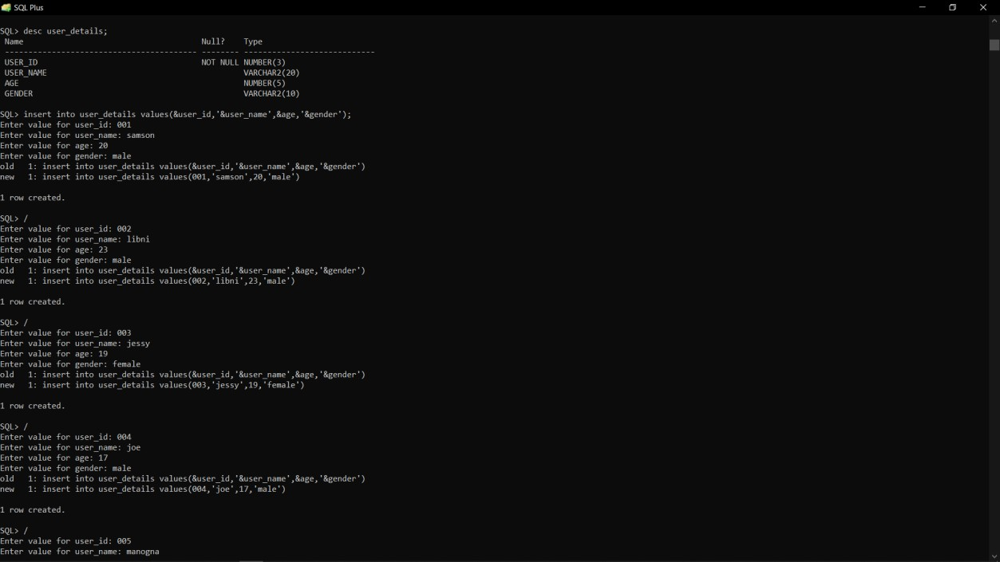 SQL Plus
SQL> desc user_details;
 Name                                      Null?    Type
 ----------------------------------------- -------- ----------------------------
 USER_ID                                   NOT NULL NUMBER(3)
 USER_NAME                                          VARCHAR2(20)
 AGE                                                NUMBER(5)
 GENDER                                             VARCHAR2(10)
SQL> insert into user_details values(&user_id,'&user_name',&age,'&gender');
Enter value for user_id: 001
Enter value for user_name: samson
Enter value for age: 20
Enter value for gender: male
old   1: insert into user_details values(&user_id,'&user_name',&age,'&gender')
new   1: insert into user_details values(001,'samson',20,'male')
1 row created.
SQL> /
Enter value for user_id: 002
Enter value for user_name: libni
Enter value for age: 23
Enter value for gender: male
old   1: insert into user_details values(&user_id,'&user_name',&age,'&gender')
new   1: insert into user_details values(002,'libni',23,'male')
1 row created.
SQL> /
Enter value for user_id: 003
Enter value for user_name: jessy
Enter value for age: 19
Enter value for gender: female
old   1: insert into user_details values(&user_id,'&user_name',&age,'&gender')
new   1: insert into user_details values(003,'jessy',19,'female')
1 row created.
SQL> /
Enter value for user_id: 004
Enter value for user_name: joe
Enter value for age: 17
Enter value for gender: male
old   1: insert into user_details values(&user_id,'&user_name',&age,'&gender')
new   1: insert into user_details values(004,'joe',17,'male')
1 row created.
SQL> /
Enter value for user_id: 005
Enter value for user_name: manogna